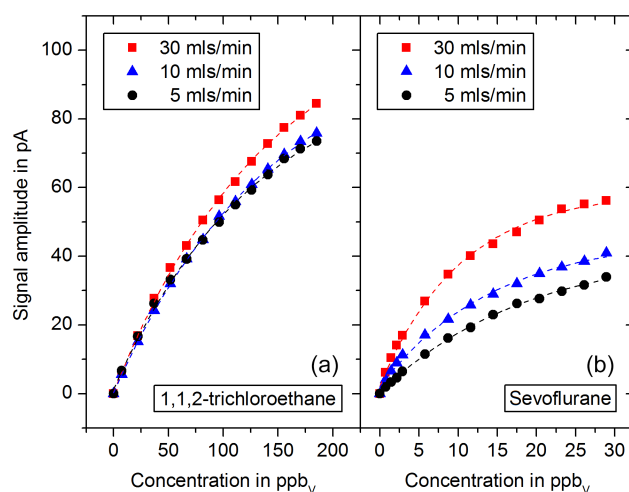 Signal amplitude in pA
100
80
60
40
20
0
30 mls/min
10 mls/min
5 mls/min
(a)
1,1,2-trichloroethane
0 50 100 150 200
Concentration in ppbV
30 mls/min
10 mls/min
5 mls/min
(b)
Sevoflurane
0 5 10 15 20 25 30
Concentration in ppbV